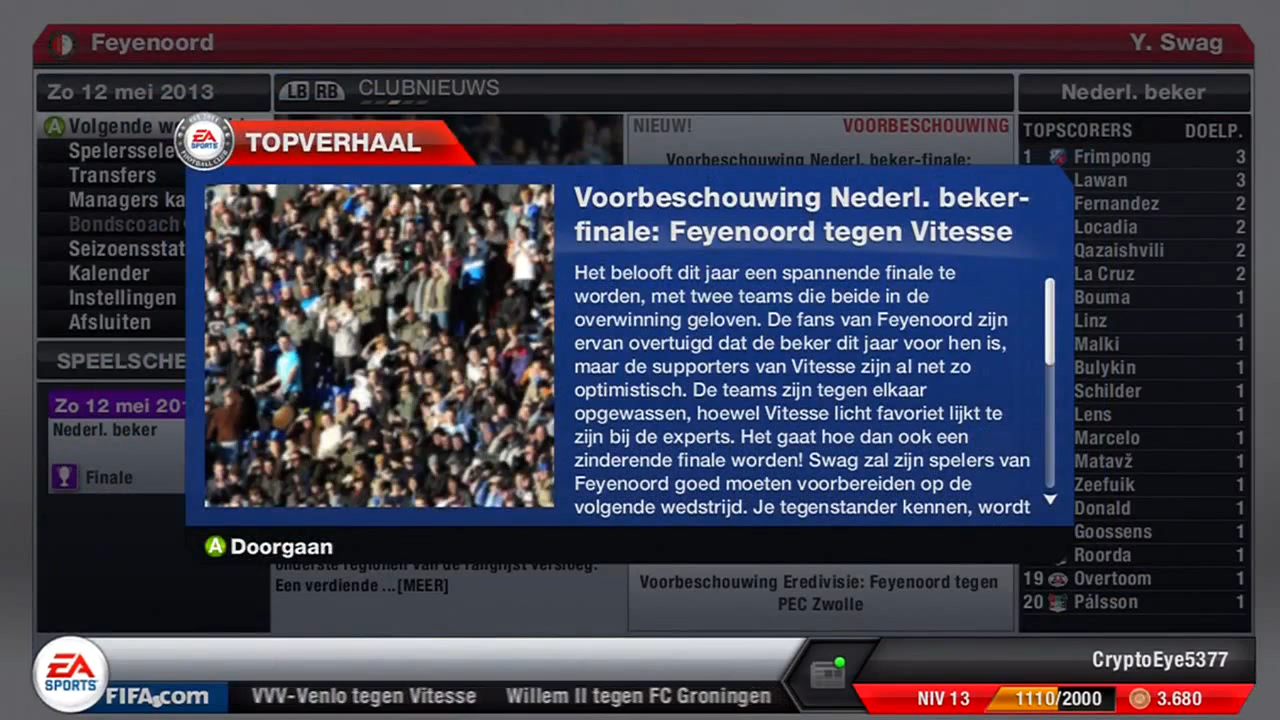 Feyenoord
Y. Swag
Zo 12 mei 2013
LB RB CLUBNIEUWS
Nederl. beker
A Volgende w
Spelerssele
Transfers
Managers ka
Bondscoach
Seizoensstat
Kalender
Instellingen
Afsluiten
SPEELSCHE
Zo 12 mei 20
Nederl. beker
Finale
NIEUW! VOORBESCHOUWING
Voorbeschouwing Nederl. beker-finale:
EA SPORTS
FOOTBALL CLUB
TOPVERHAAL
Voorbeschouwing Nederl. beker-
finale: Feyenoord tegen Vitesse
Het belooft dit jaar een spannende finale te
worden, met twee teams die beide in de
overwinning geloven. De fans van Feyenoord zijn
ervan overtuigd dat de beker dit jaar voor hen is,
maar de supporters van Vitesse zijn al net zo
optimistisch. De teams zijn tegen elkaar
opgewassen, hoewel Vitesse licht favoriet lijkt te
zijn bij de experts. Het gaat hoe dan ook een
zinderende finale worden! Swag zal zijn spelers van
Feyenoord goed moeten voorbereiden op de
volgende wedstrijd. Je tegenstander kennen, wordt
A Doorgaan
onderste regionen van de ranglijst versloeg.
Een verdiende ...[MEER]
Voorbeschouwing Eredivisie: Feyenoord tegen
PEC Zwolle
TOPSCORERS DOELP.
1 Frimpong 3
Lawan 3
Fernandez 2
Locadia 2
Qazaishvili 2
La Cruz 2
Bouma 1
Linz 1
Malki 1
Bulykin 1
Schilder 1
Lens 1
Marcelo 1
Matavž 1
Zeefuik 1
Donald 1
Goossens 1
Roorda 1
19 Overtoom 1
20 Pálsson 1
EA SPORTS
FIFA.com
VVV-Venlo tegen Vitesse Willem II tegen FC Groningen
CryptoEye5377
NIV 13 1110/2000 3.680